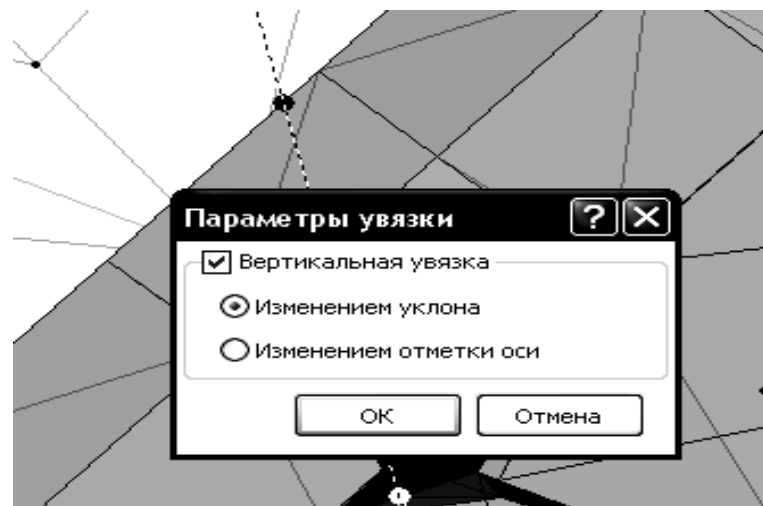 Параметры увязки
Вертикальная увязка
Изменением уклона
Изменением отметки оси
ОК
Отмена